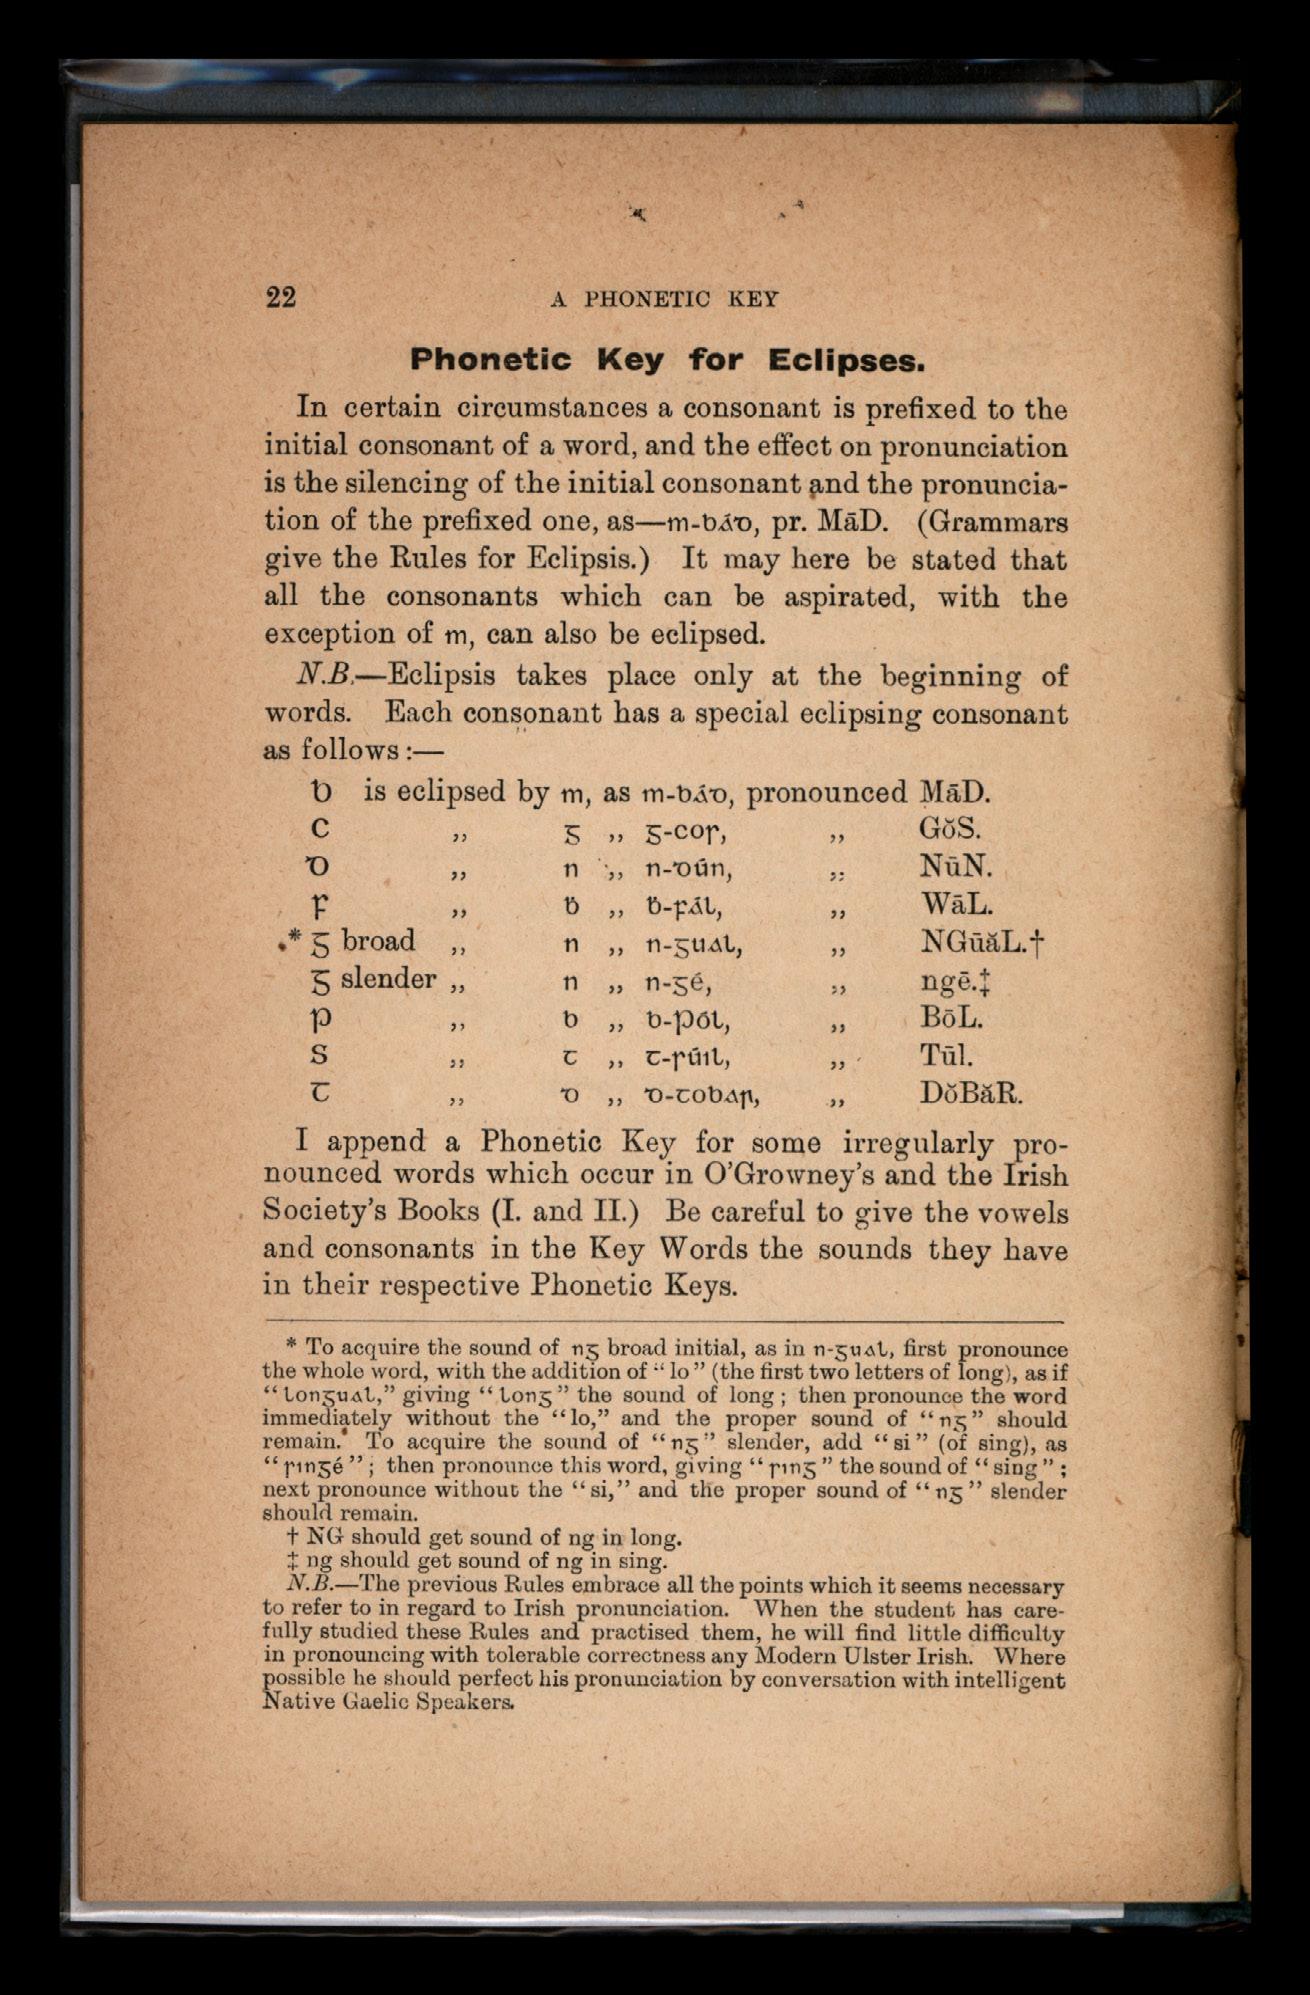 22 A PHONETIC KEY
Phonetic Key for Eclipses.
In certain circumstances a consonant is prefixed to the
initial consonant of a word, and the effect on pronunciation
is the silencing of the initial consonant and the pronuncia-
tion of the prefixed one, as—m-bád, pr. MāD. (Grammars
give the Rules for Eclipsis.) It may here be stated that
all the consonants which can be aspirated, with the
exception of m, can also be eclipsed.
N.B.—Eclipsis takes place only at the beginning of
words. Each consonant has a special eclipsing consonant
as follows:—
b is eclipsed by m, as m-bád, pronounced MāD.
c ,, g ,, g-cos, ,, GŏS.
d ,, n ,, n-dún, ,, NūN.
f ,, ḃ ,, ḃ-fál, ,, WāL.
* g broad ,, n ,, n-gual, ,, NGūăL.†
g slender ,, n ,, n-gé, ,, ngē.‡
p ,, b ,, b-pól, ,, BōL.
s ,, t ,, t-súil, ,, Tūl.
t ,, d ,, d-tobar, ,, DŏBăR.
I append a Phonetic Key for some irregularly pro-
nounced words which occur in O'Growney's and the Irish
Society's Books (I. and II.) Be careful to give the vowels
and consonants in the Key Words the sounds they have
in their respective Phonetic Keys.
* To acquire the sound of ng broad initial, as in n-gual, first pronounce
the whole word, with the addition of "lo" (the first two letters of long), as if
"longual," giving "long" the sound of long; then pronounce the word
immediately without the "lo," and the proper sound of "ng" should
remain. To acquire the sound of "ng" slender, add "si" (of sing), as
"singé"; then pronounce this word, giving "sing" the sound of "sing";
next pronounce without the "si," and the proper sound of "ng" slender
should remain.
† NG should get sound of ng in long.
‡ ng should get sound of ng in sing.
N.B.—The previous Rules embrace all the points which it seems necessary
to refer to in regard to Irish pronunciation. When the student has care-
fully studied these Rules and practised them, he will find little difficulty
in pronouncing with tolerable correctness any Modern Ulster Irish. Where
possible he should perfect his pronunciation by conversation with intelligent
Native Gaelic Speakers.